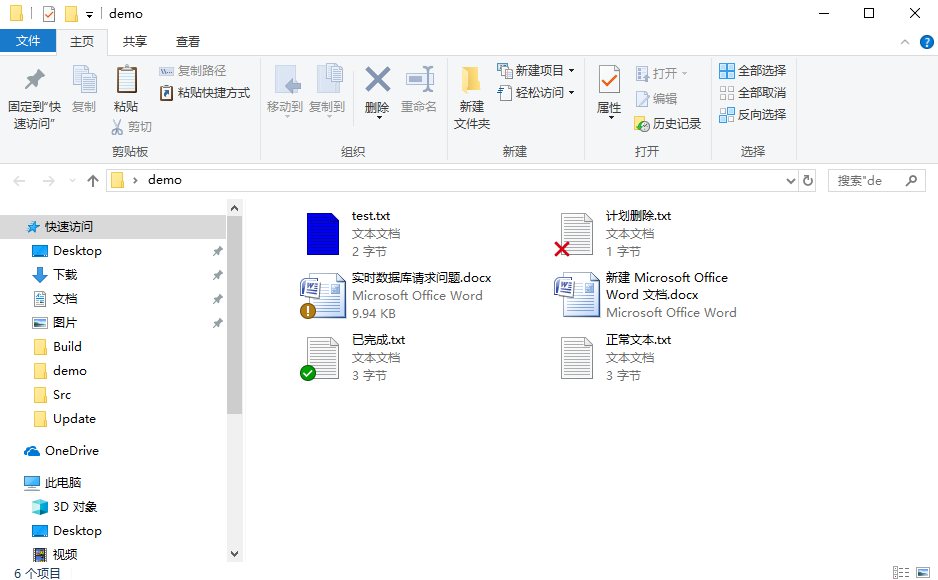 demo
文件
主页
共享
查看
固定到"快
速访问"
复制
粘贴
复制路径
粘贴快捷方式
剪切
剪贴板
移动到
复制到
删除
重命名
组织
新建
文件夹
新建项目
轻松访问
新建
属性
打开
编辑
历史记录
打开
全部选择
全部取消
反向选择
选择
demo
搜索"de
快速访问
Desktop
下载
文档
图片
Build
demo
Src
Update
OneDrive
此电脑
3D 对象
Desktop
视频
test.txt
文本文档
2 字节
计划删除.txt
文本文档
1 字节
实时数据库请求问题.docx
Microsoft Office Word
9.94 KB
新建 Microsoft Office
Word 文档.docx
Microsoft Office Word
已完成.txt
文本文档
3 字节
正常文本.txt
文本文档
3 字节
6 个项目